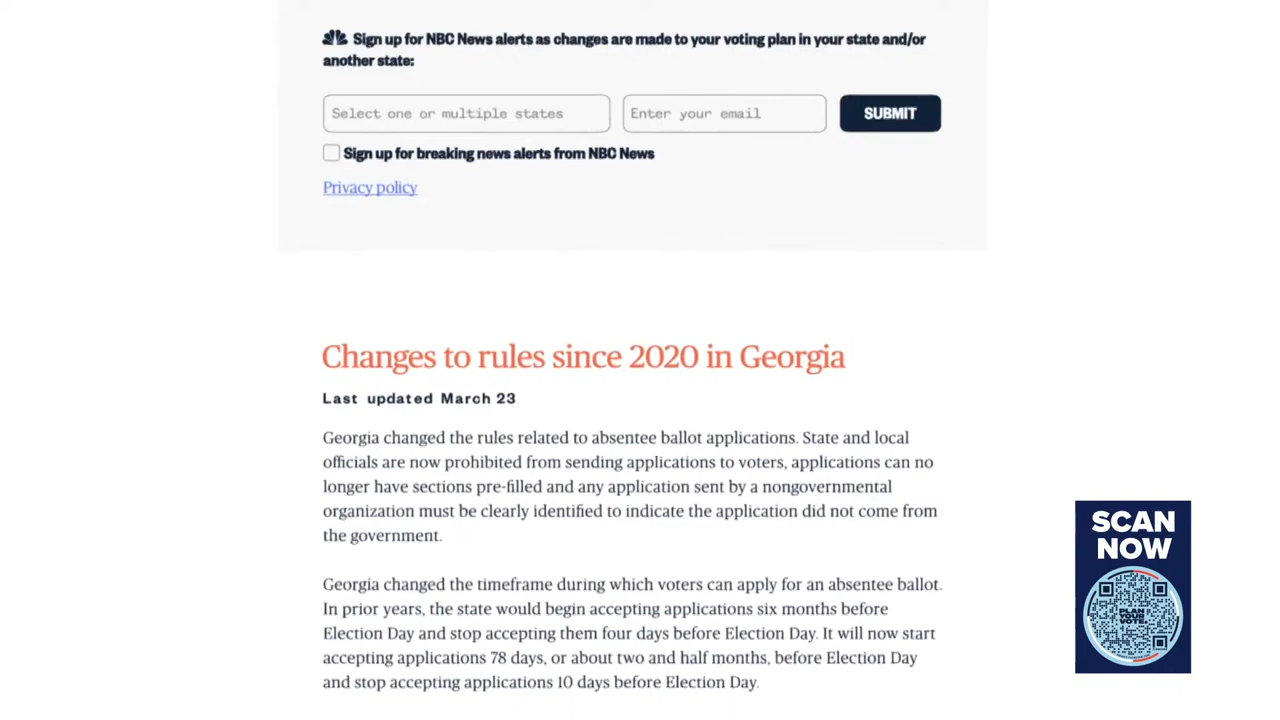 Sign up for NBC News alerts as changes are made to your voting plan in your state and/or
another state:
Select one or multiple states
Enter your email
SUBMIT
Sign up for breaking news alerts from NBC News
Privacy policy
Changes to rules since 2020 in Georgia
Last updated March 23
Georgia changed the rules related to absentee ballot applications. State and local
officials are now prohibited from sending applications to voters, applications can no
longer have sections pre-filled and any application sent by a nongovernmental
organization must be clearly identified to indicate the application did not come from
the government.
Georgia changed the timeframe during which voters can apply for an absentee ballot.
In prior years, the state would begin accepting applications six months before
Election Day and stop accepting them four days before Election Day. It will now start
accepting applications 78 days, or about two and half months, before Election Day
and stop accepting applications 10 days before Election Day.
SCAN
NOW
PLAN
YOUR
VOTE.